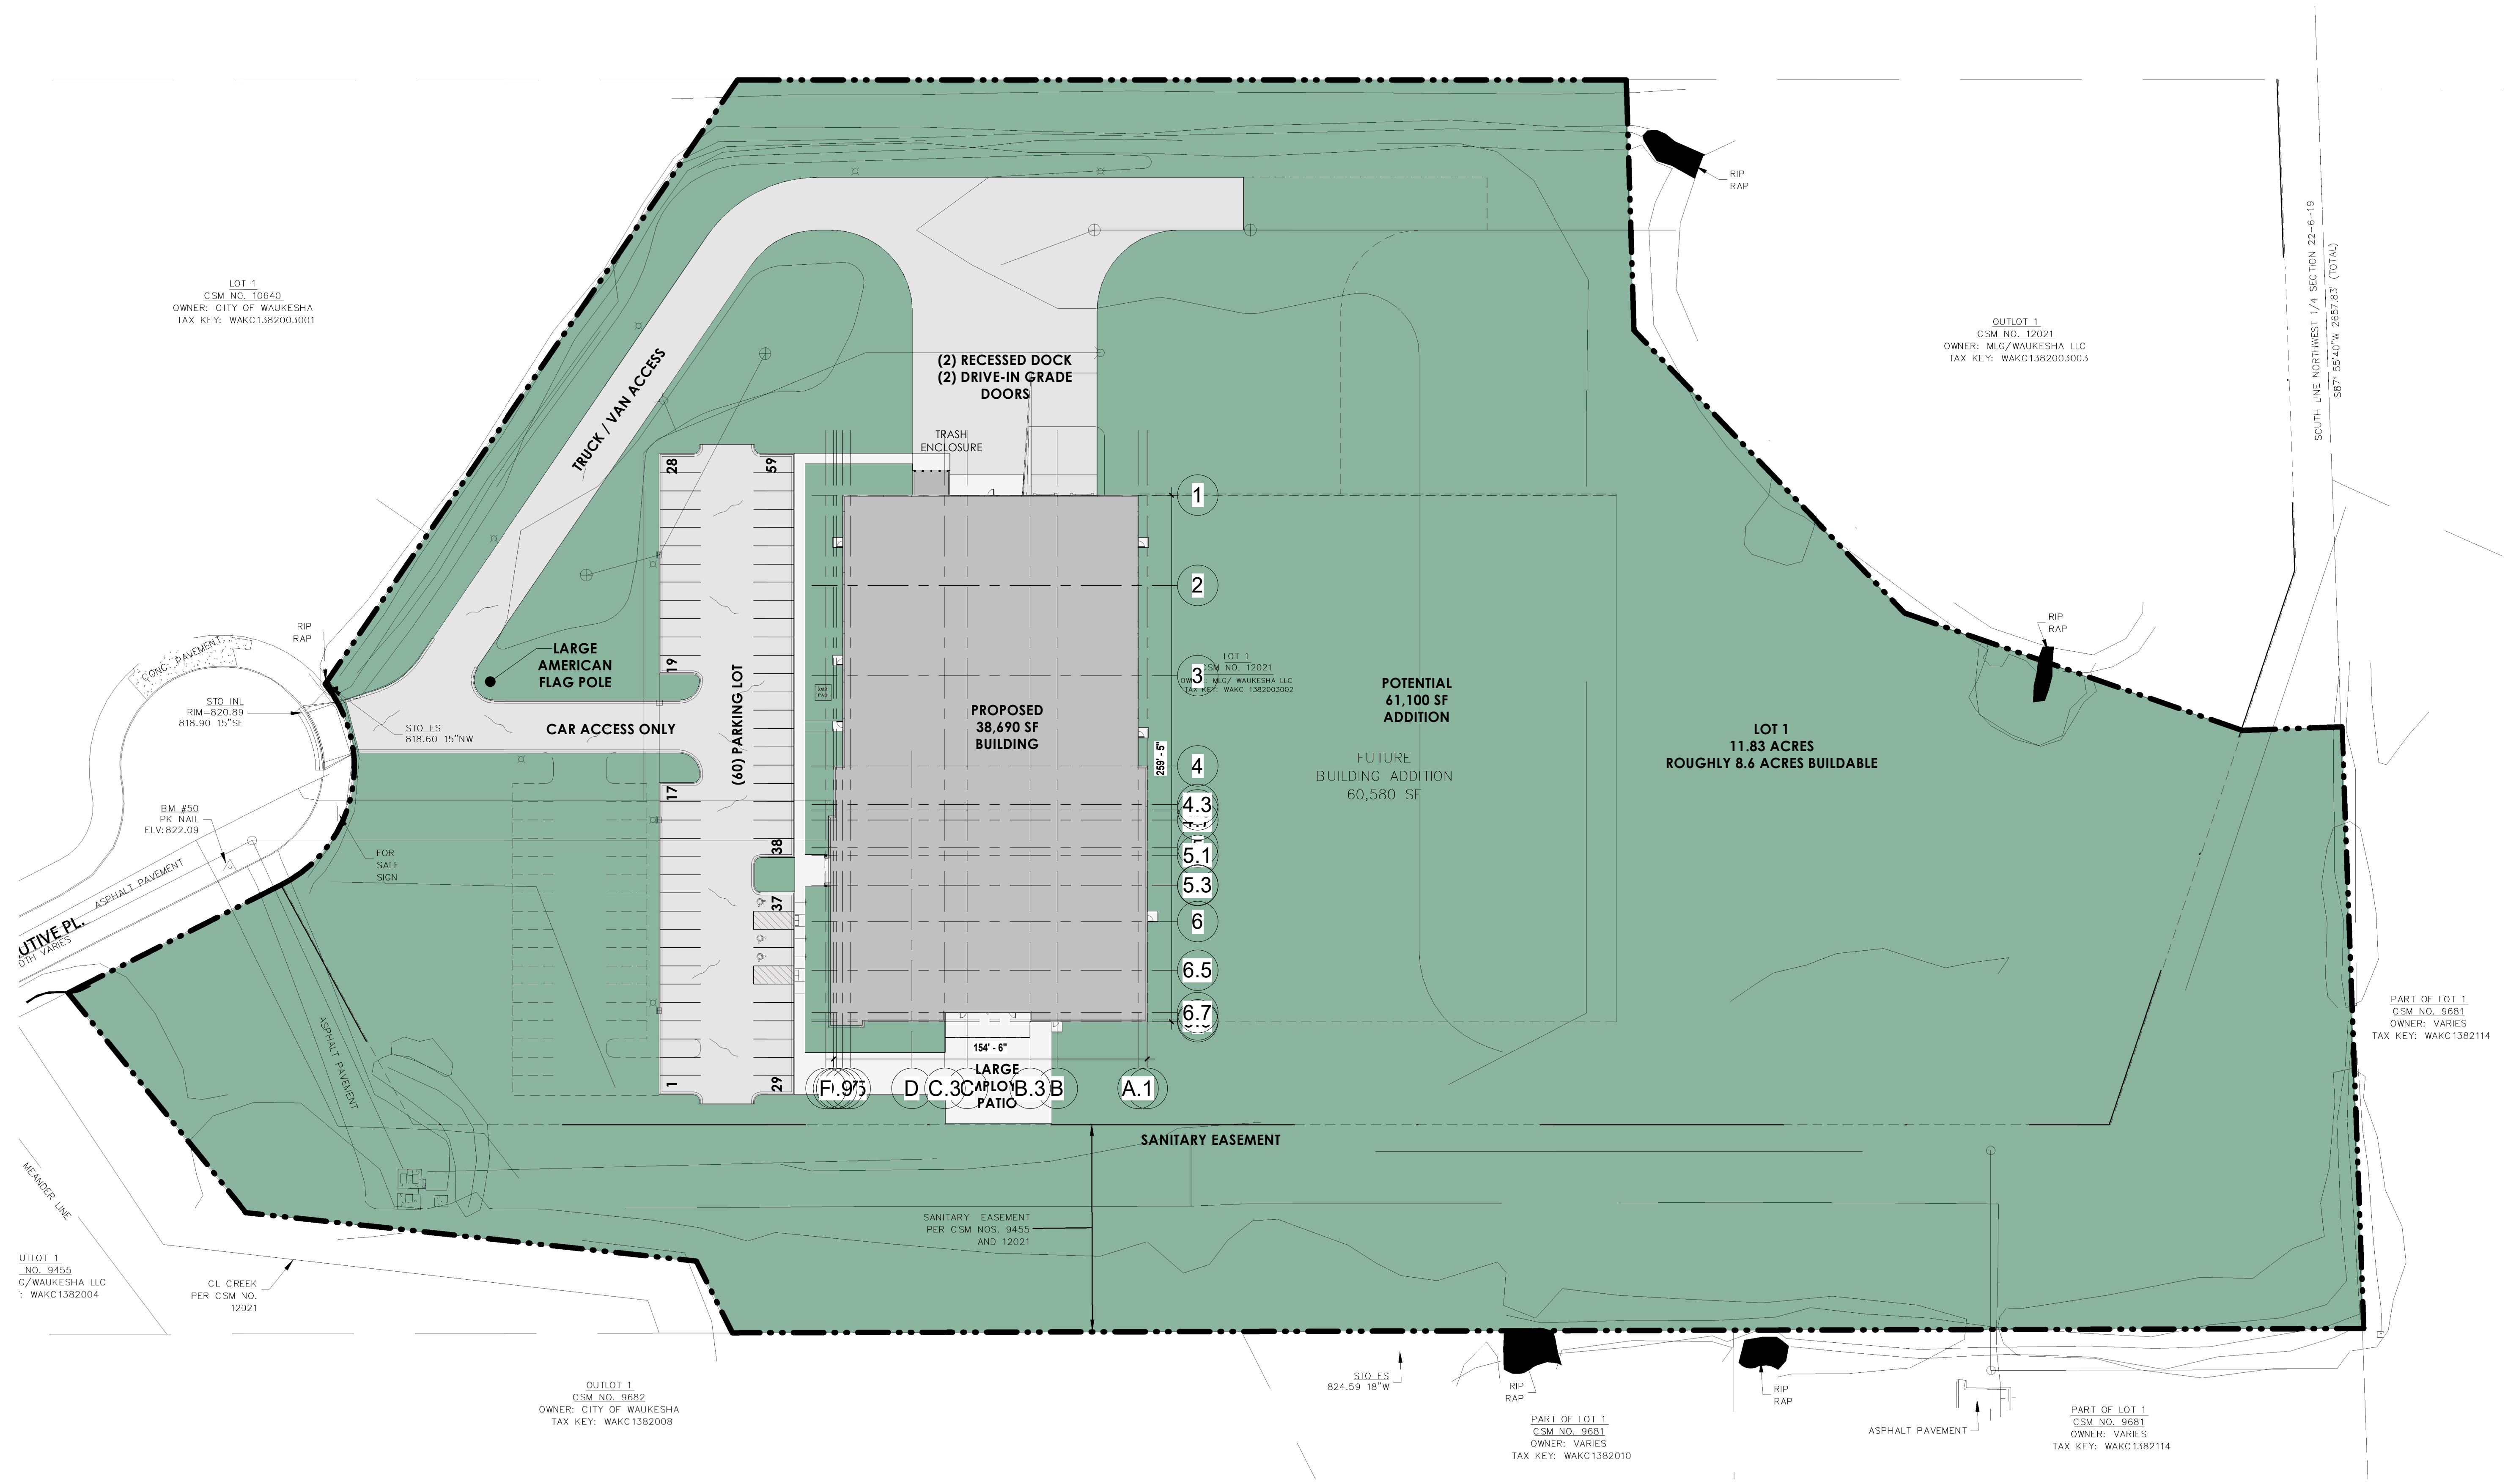 RIP
RAP
SOUTH LINE NORTHWEST 1/4 SECTION 22-6-19
S87°55'40"W 2657.83' (TOTAL)
LOT 1
CSM NO. 10640
OWNER: CITY OF WAUKESHA
TAX KEY: WAKC1382003001
OUTLOT 1
CSM NO. 12021
OWNER: MLG/WAUKESHA LLC
TAX KEY: WAKC1382003003
TRUCK / VAN ACCESS
(2) RECESSED DOCK
(2) DRIVE-IN GRADE
DOORS
TRASH
ENCLOSURE
28
59
1
2
3
4
4.3
5.1
5.3
6
6.5
6.7
RIP
RAP
RIP
RAP
CONC. PAVEMENT
LARGE
AMERICAN
FLAG POLE
19
(60) PARKING LOT
LOT 1
CSM NO. 12021
MLG/ WAUKESHA LLC
TAX KEY: WAKC 1382003002
STO INL
RIM=820.89
818.90 15"SE
STO ES
818.60 15"NW
CAR ACCESS ONLY
PROPOSED
38,690 SF
BUILDING
259' - 5"
POTENTIAL
61,100 SF
ADDITION
FUTURE
BUILDING ADDITION
60,580 SF
LOT 1
11.83 ACRES
ROUGHLY 8.6 ACRES BUILDABLE
17
38
37
BM #50
PK NAIL
ELV:822.09
FOR
SALE
SIGN
ASPHALT PAVEMENT
UTIVE PL.
DTH VARIES
ASPHALT PAVEMENT
PART OF LOT 1
CSM NO. 9681
OWNER: VARIES
TAX KEY: WAKC1382114
154' - 6"
1
29
LARGE
PATIO
D
C.3
C
B.3
B
A.1
SANITARY EASEMENT
SANITARY EASEMENT
PER CSM NOS. 9455
AND 12021
MEANDER LINE
UTLOT 1
NO. 9455
G/WAUKESHA LLC
: WAKC1382004
CL CREEK
PER CSM NO.
12021
OUTLOT 1
CSM NO. 9682
OWNER: CITY OF WAUKESHA
TAX KEY: WAKC1382008
STO ES
824.59 18"W
RIP
RAP
RIP
RAP
PART OF LOT 1
CSM NO. 9681
OWNER: VARIES
TAX KEY: WAKC1382010
ASPHALT PAVEMENT
PART OF LOT 1
CSM NO. 9681
OWNER: VARIES
TAX KEY: WAKC1382114